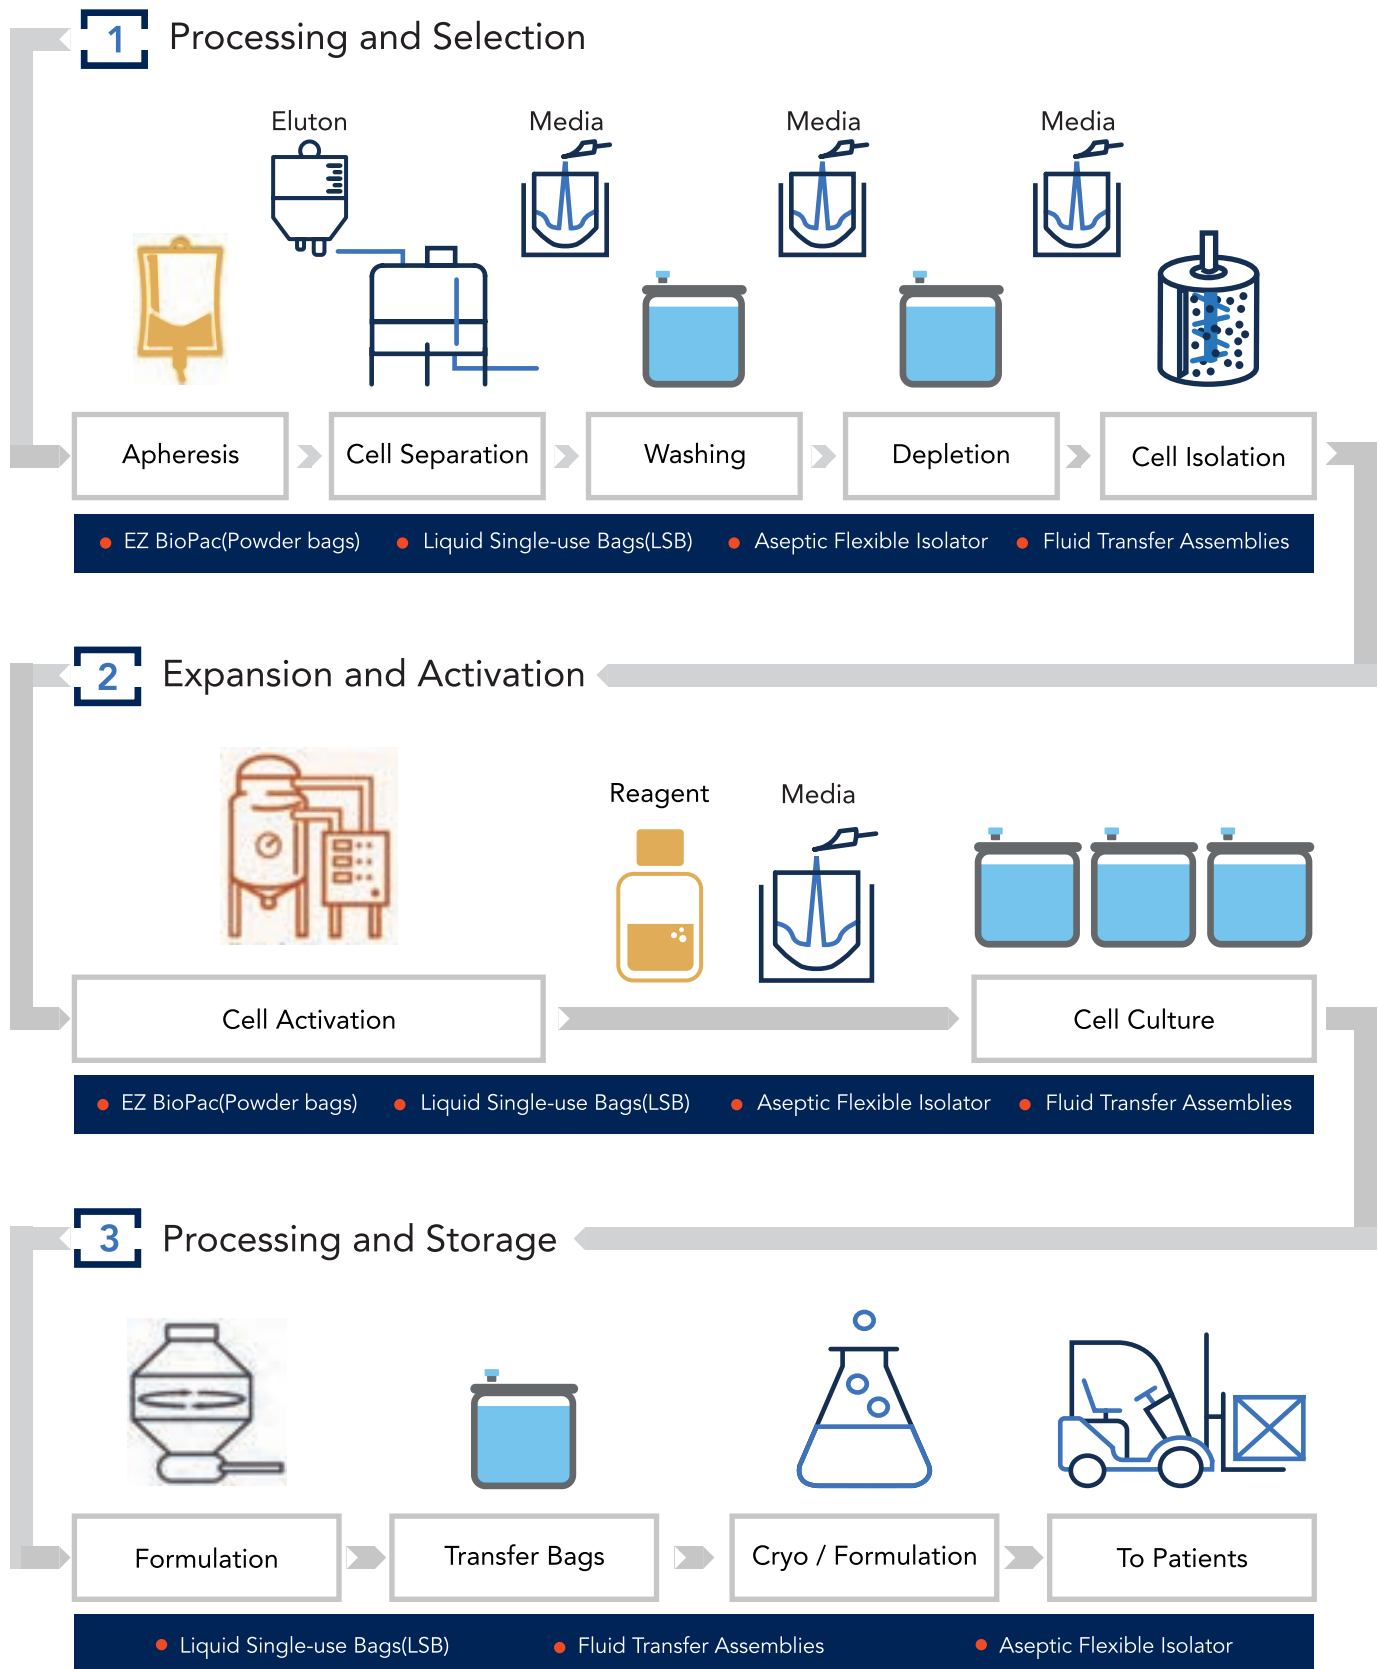 1 Processing and Selection
Eluton
Media
Media
Media
Apheresis
Cell Separation
Washing
Depletion
Cell Isolation
EZ BioPac(Powder bags)
Liquid Single-use Bags(LSB)
Aseptic Flexible Isolator
Fluid Transfer Assemblies
2 Expansion and Activation
Reagent
Media
Cell Activation
Cell Culture
EZ BioPac(Powder bags)
Liquid Single-use Bags(LSB)
Aseptic Flexible Isolator
Fluid Transfer Assemblies
3 Processing and Storage
Formulation
Transfer Bags
Cryo / Formulation
To Patients
Liquid Single-use Bags(LSB)
Fluid Transfer Assemblies
Aseptic Flexible Isolator